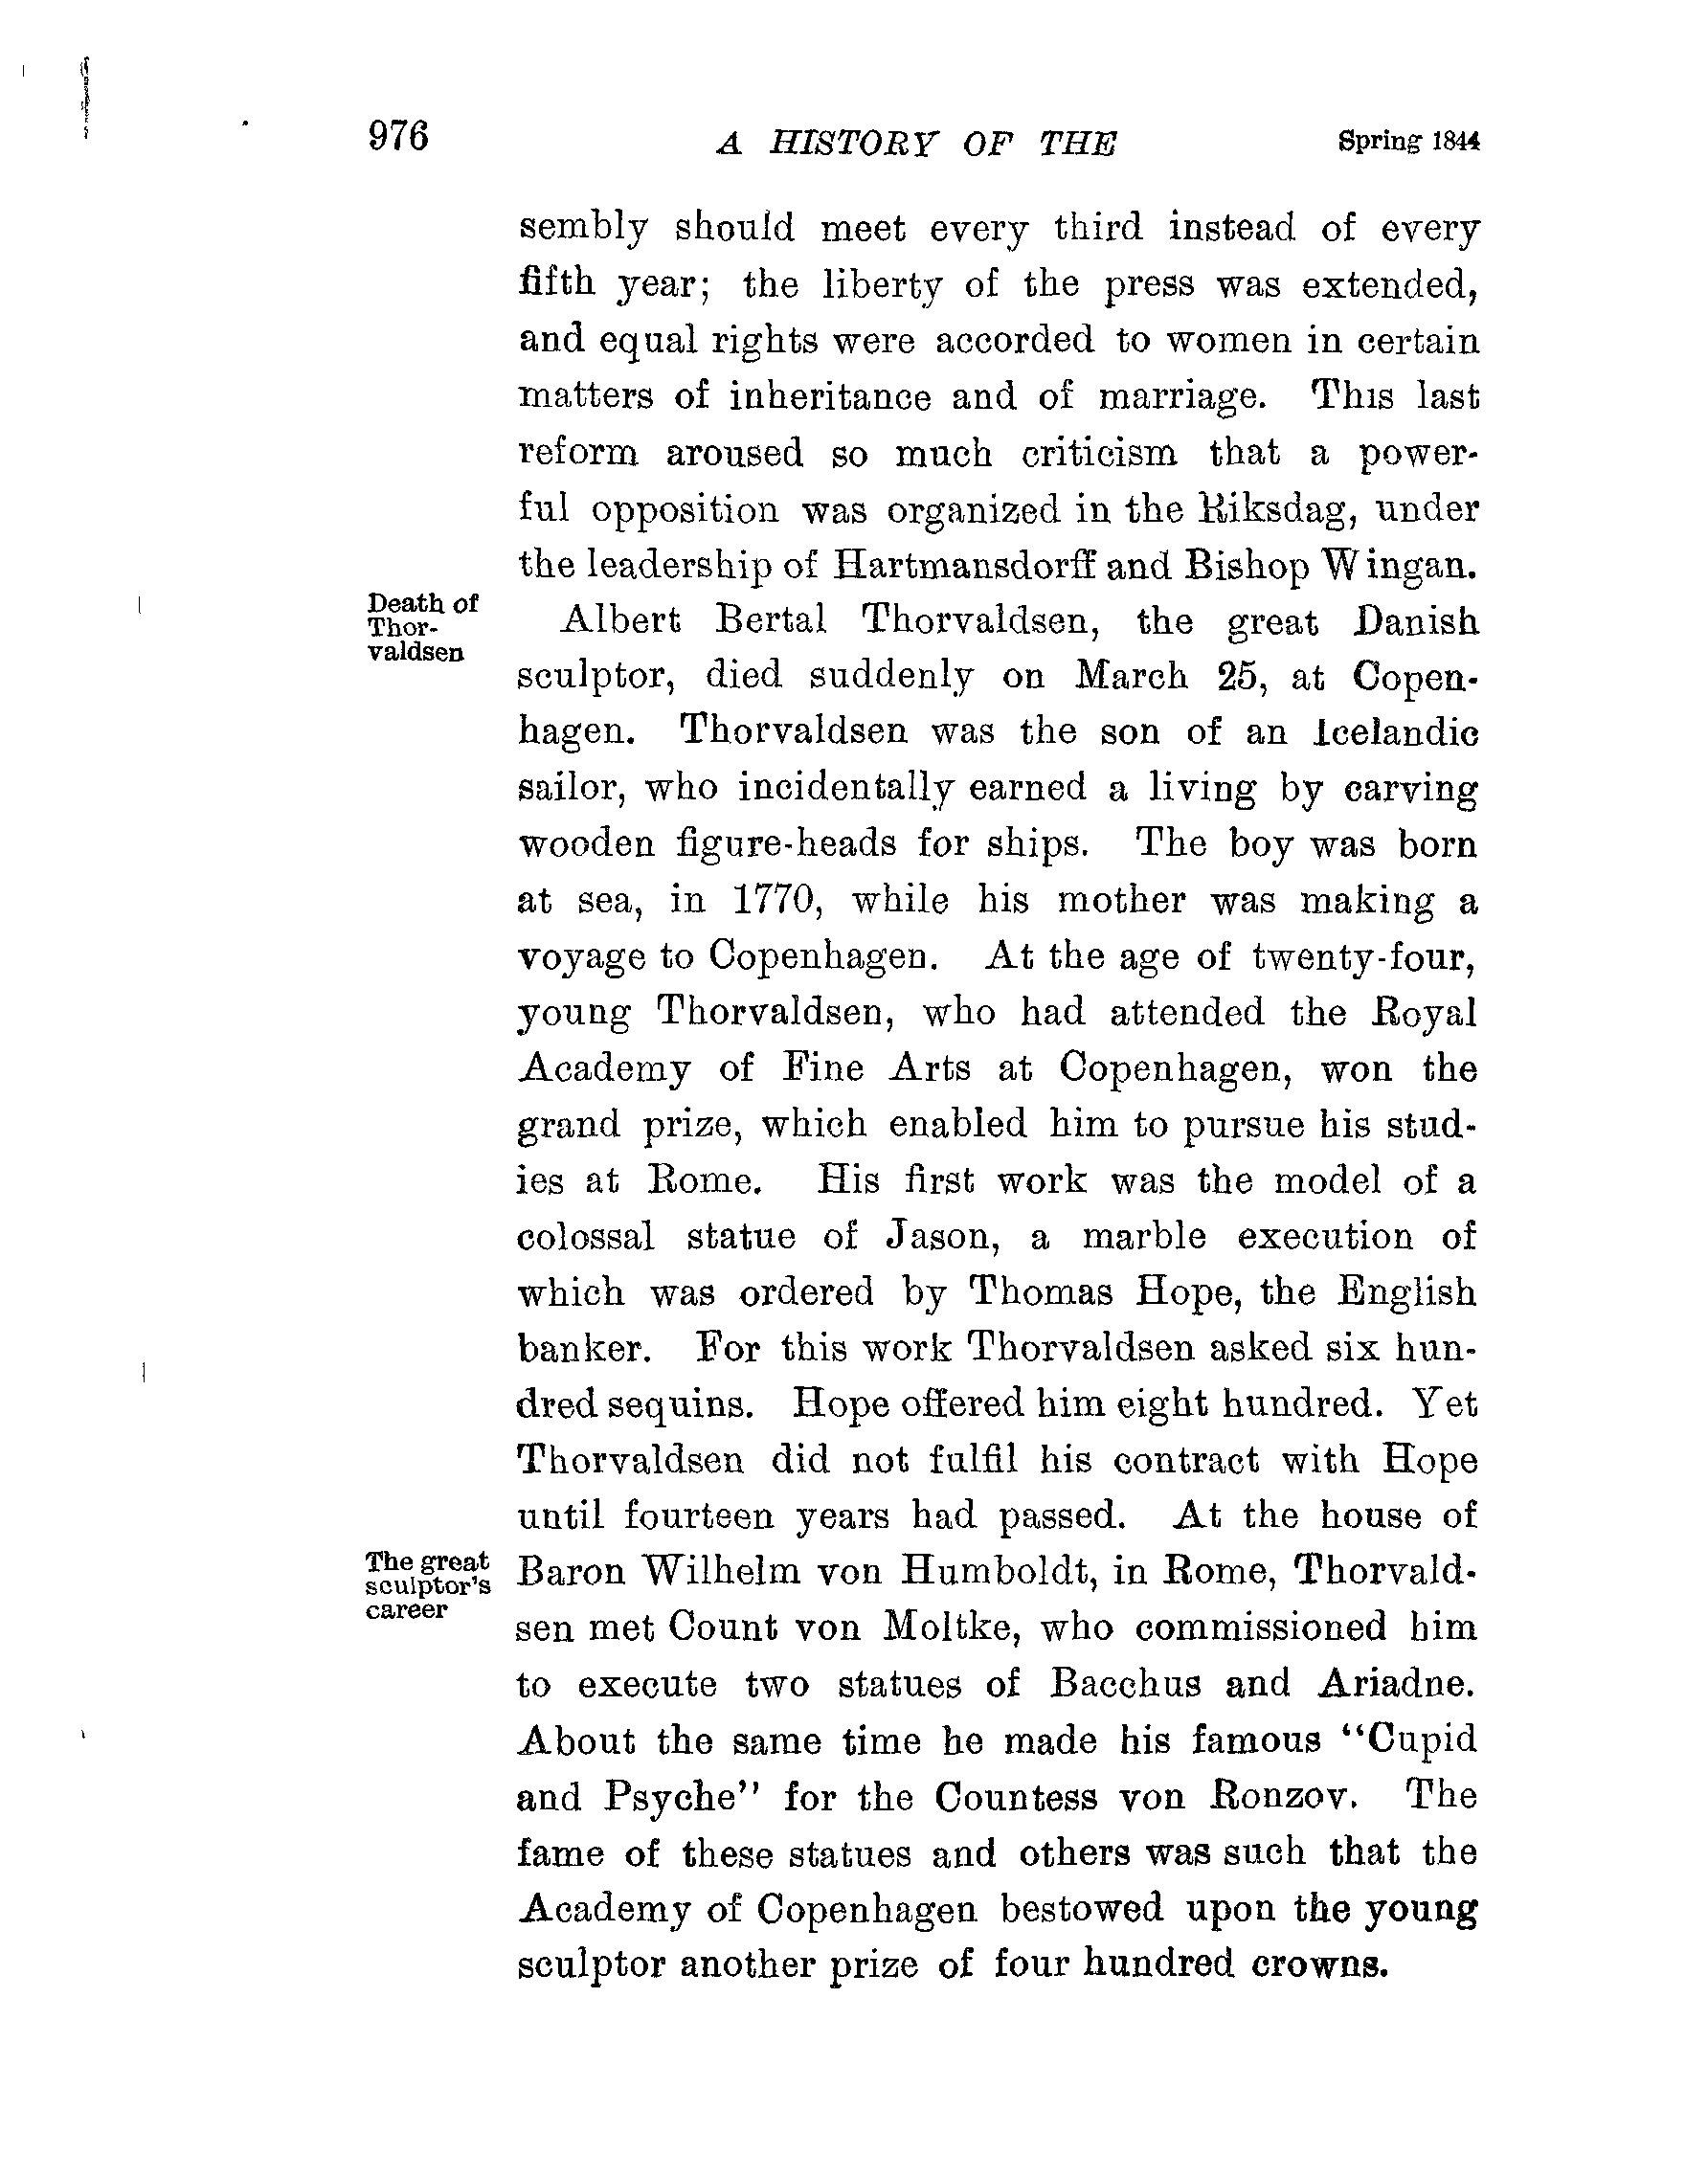 976 A HISTORY OF THE Spring 1844
sembly should meet every third instead of every
fifth year; the liberty of the press was extended,
and equal rights were accorded to women in certain
matters of inheritance and of marriage. This last
reform aroused so much criticism that a power-
ful opposition was organized in the Riksdag, under
the leadership of Hartmansdorff and Bishop Wingan.
Death of
Thor-
valdsen
Albert Bertal Thorvaldsen, the great Danish
sculptor, died suddenly on March 25, at Copen-
hagen. Thorvaldsen was the son of an Icelandic
sailor, who incidentally earned a living by carving
wooden figure-heads for ships. The boy was born
at sea, in 1770, while his mother was making a
voyage to Copenhagen. At the age of twenty-four,
young Thorvaldsen, who had attended the Royal
Academy of Fine Arts at Copenhagen, won the
grand prize, which enabled him to pursue his stud-
ies at Rome. His first work was the model of a
colossal statue of Jason, a marble execution of
which was ordered by Thomas Hope, the English
banker. For this work Thorvaldsen asked six hun-
dred sequins. Hope offered him eight hundred. Yet
Thorvaldsen did not fulfil his contract with Hope
until fourteen years had passed. At the house of
The great
sculptor's
career
Baron Wilhelm von Humboldt, in Rome, Thorvald-
sen met Count von Moltke, who commissioned him
to execute two statues of Bacchus and Ariadne.
About the same time he made his famous "Cupid
and Psyche" for the Countess von Ronzov. The
fame of these statues and others was such that the
Academy of Copenhagen bestowed upon the young
sculptor another prize of four hundred crowns.